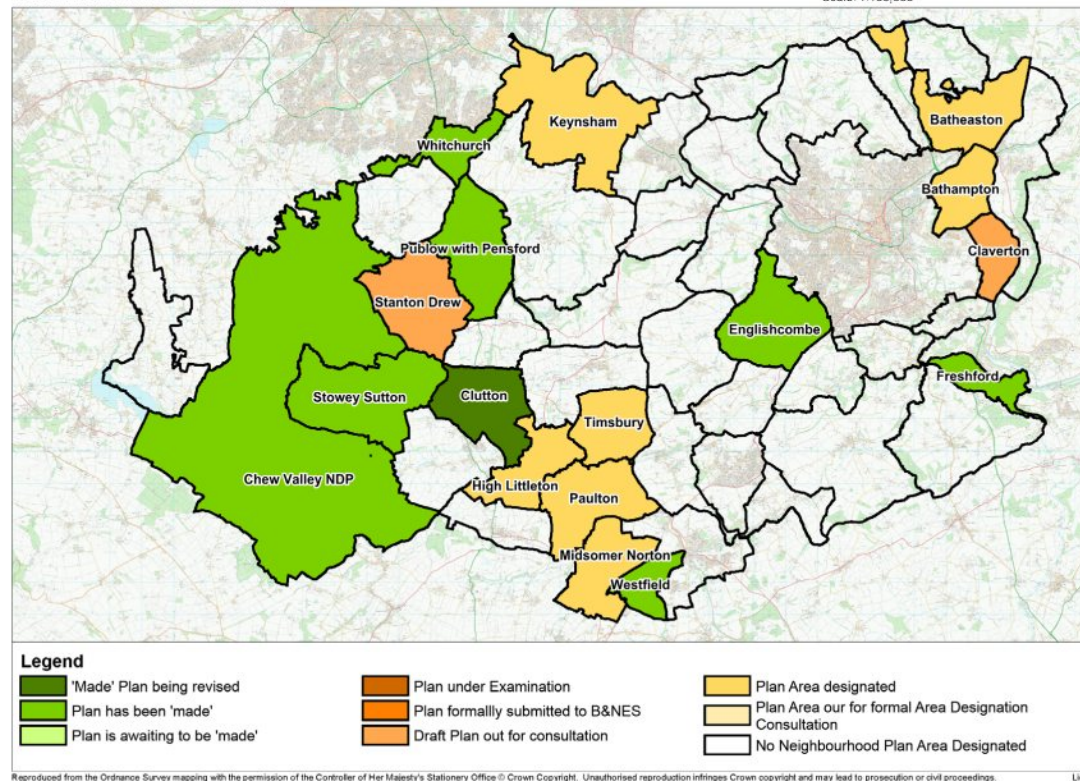 Keynsham
Batheaston
Whitchurch
Bathampton
Publow with Pensford
Claverton
Stanton Drew
Englishcombe
Freshford
Stowey Sutton
Clutton
Timsbury
Chew Valley NDP
High Littleton
Paulton
Midsomer Norton
Westfield
Legend
'Made' Plan being revised
Plan has been 'made'
Plan is awaiting to be 'made'
Plan under Examination
Plan formallly submitted to B&NES
Draft Plan out for consultation
Plan Area designated
Plan Area our for formal Area Designation
Consultation
No Neighbourhood Plan Area Designated
Reproduced from the Ordnance Survey mapping with the permission of the Controller of Her Majesty's Stationery Office © Crown Copyright. Unauthorised reproduction infringes Crown copyright and may lead to prosecution or civil proceedings.